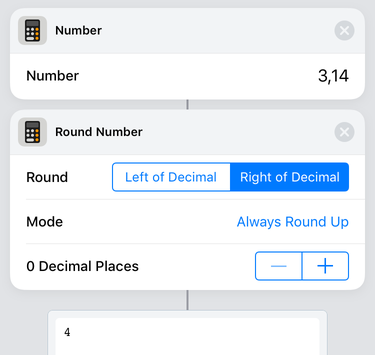 Number
Number 3,14
Round Number
Round Left of Decimal Right of Decimal
Mode Always Round Up
0 Decimal Places
4